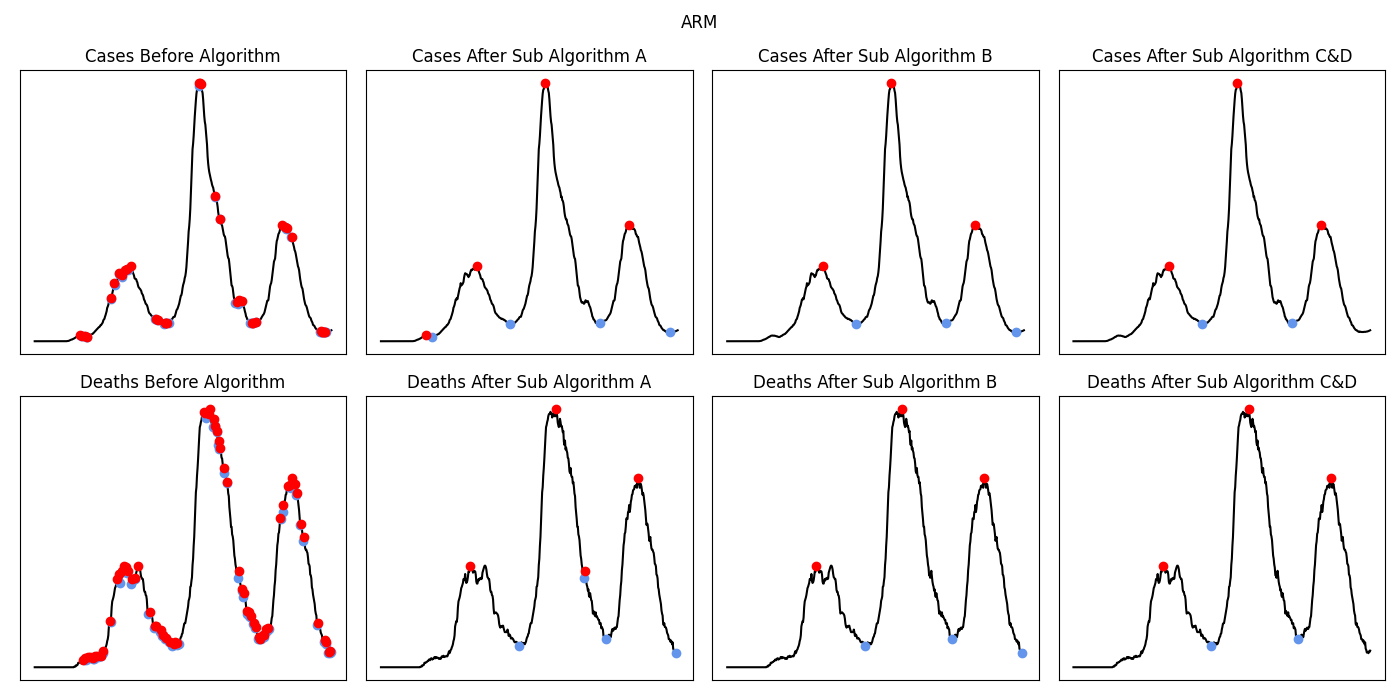 ARM
Cases Before Algorithm
Cases After Sub Algorithm A
Cases After Sub Algorithm B
Cases After Sub Algorithm C&D
Deaths Before Algorithm
Deaths After Sub Algorithm A
Deaths After Sub Algorithm B
Deaths After Sub Algorithm C&D